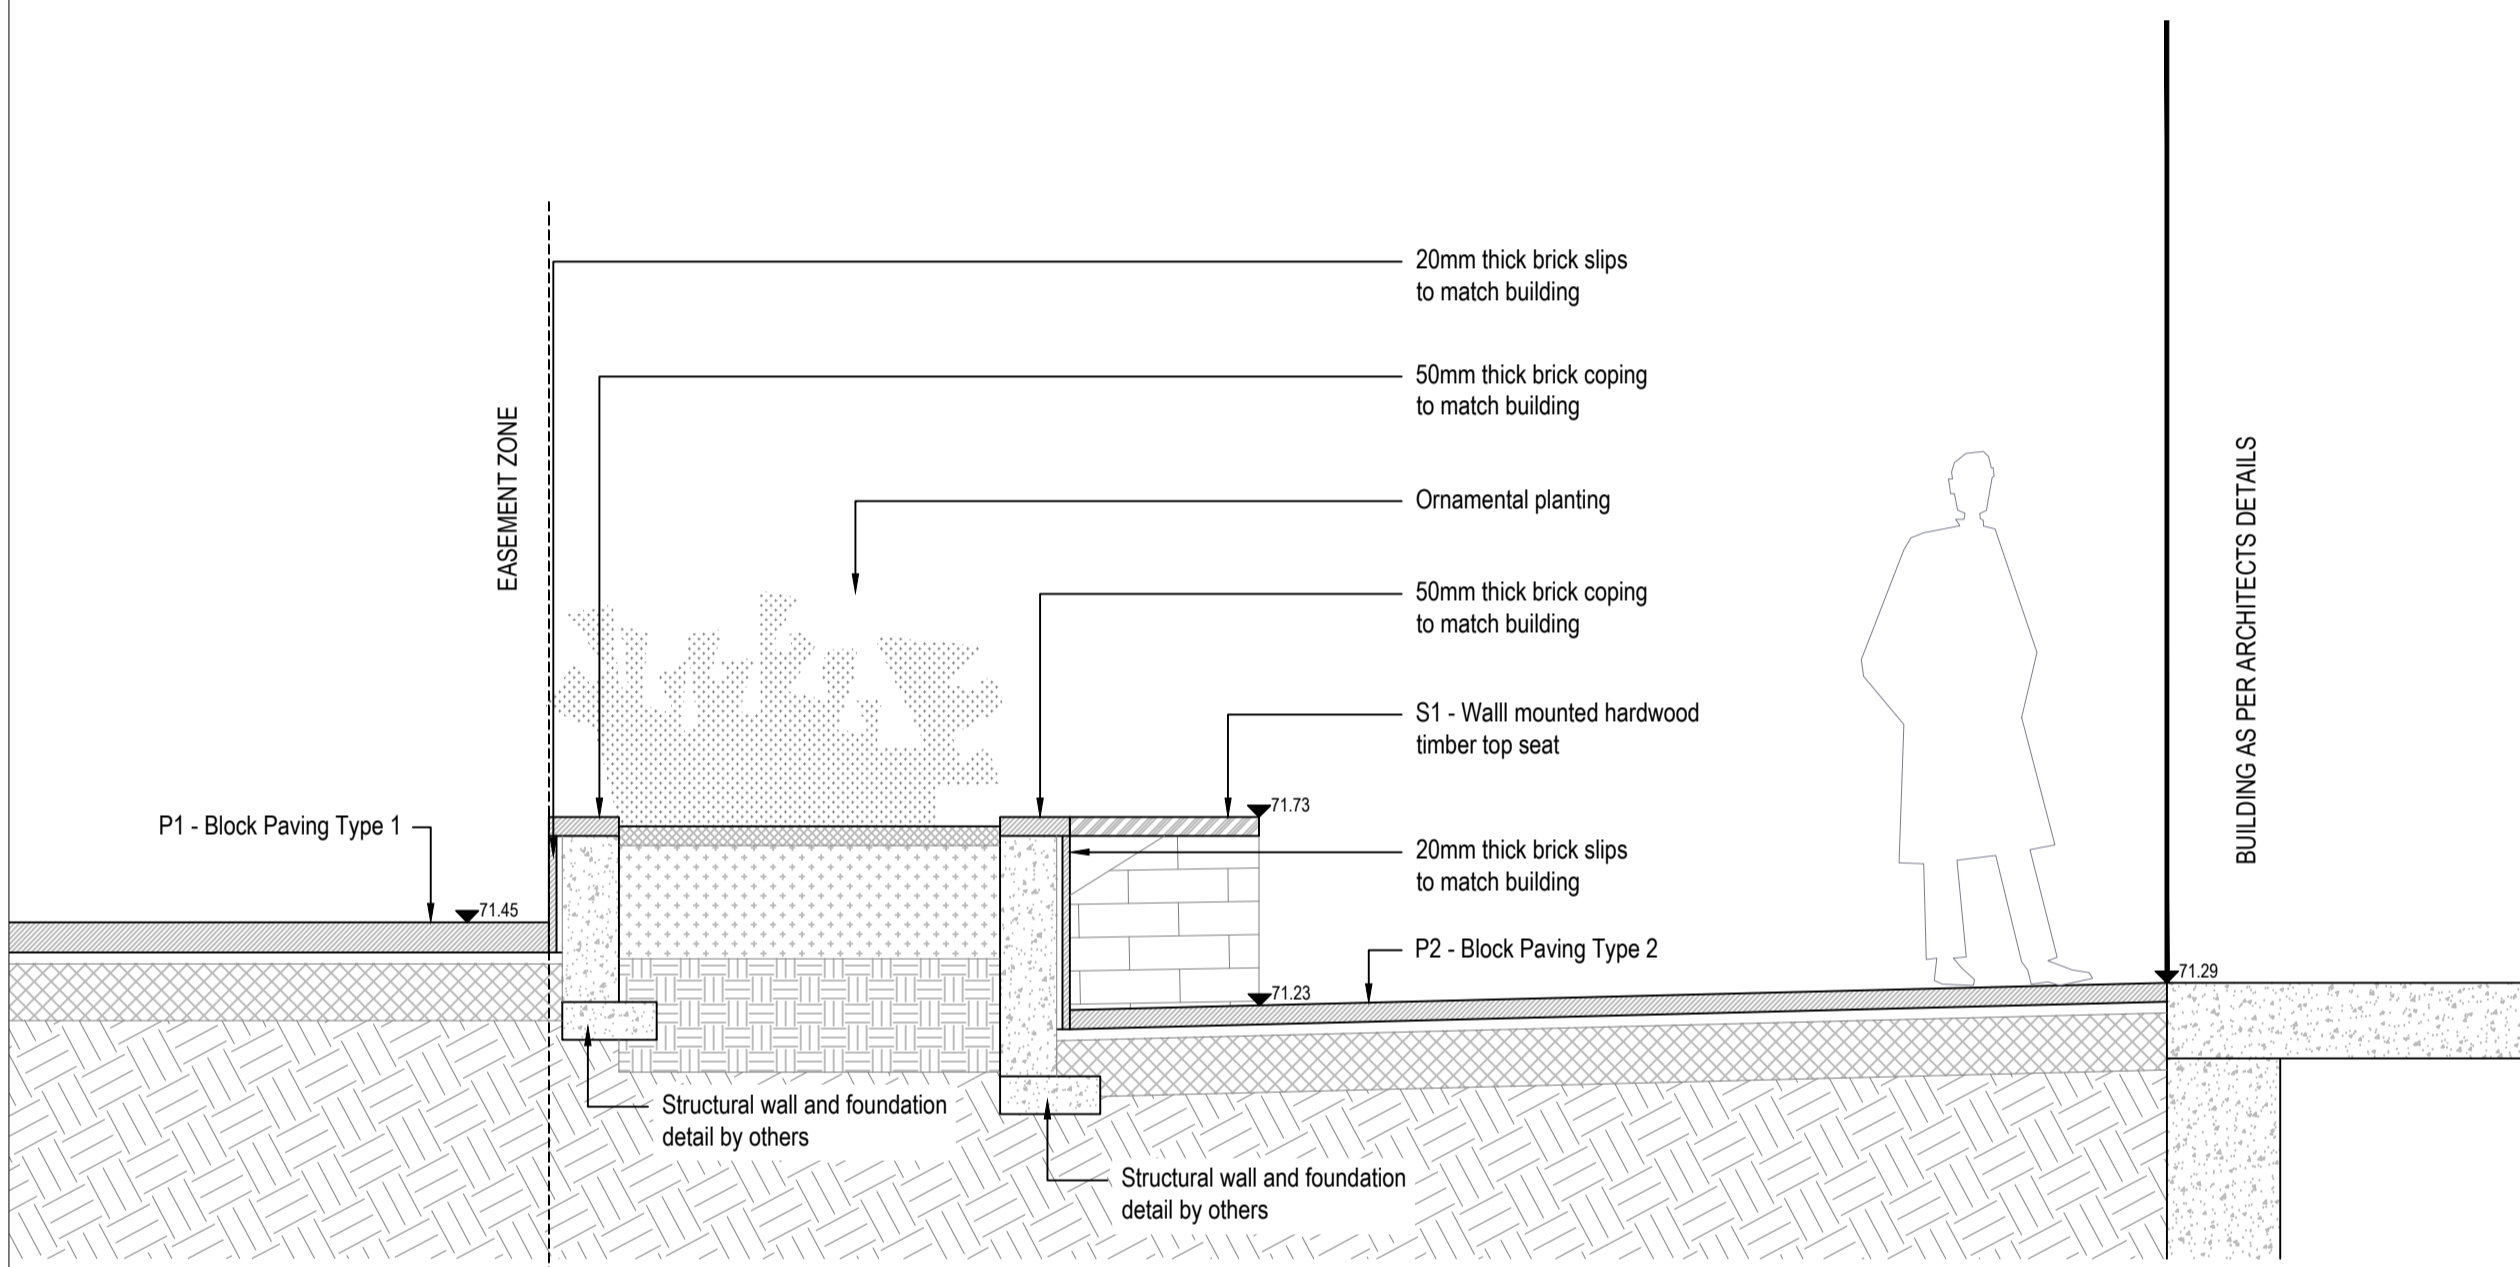 20mm thick brick slips
to match building
50mm thick brick coping
to match building
EASEMENT ZONE
BUILDING AS PER ARCHITECTS DETAILS
Ornamental planting
50mm thick brick coping
to match building
S1 - Walll mounted hardwood
timber top seat
71.73
P1 - Block Paving Type 1
20mm thick brick slips
to match building
71.45
P2 - Block Paving Type 2
71.29
71.23
Structural wall and foundation
detail by others
Structural wall and foundation
detail by others